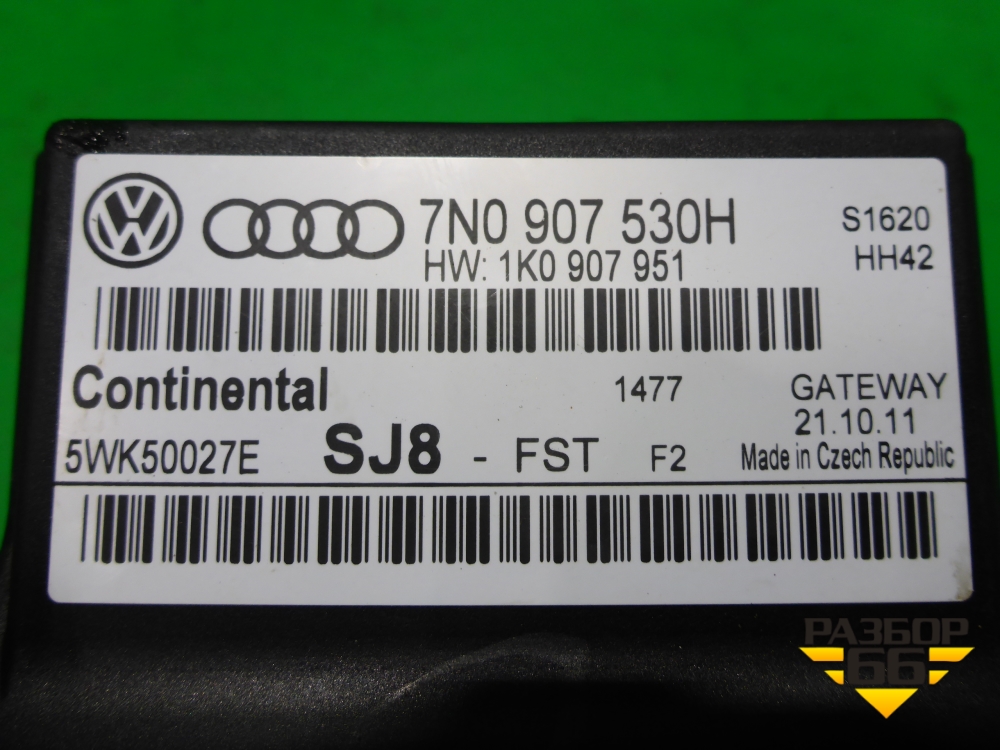 7N0 907 530H
S1620
HW: 1K0 907 951
HH42
Continental
1477
GATEWAY
21.10.11
5WK50027E
SJ8 - FST F2
Made in Czech Republic
РАЗБОР
66